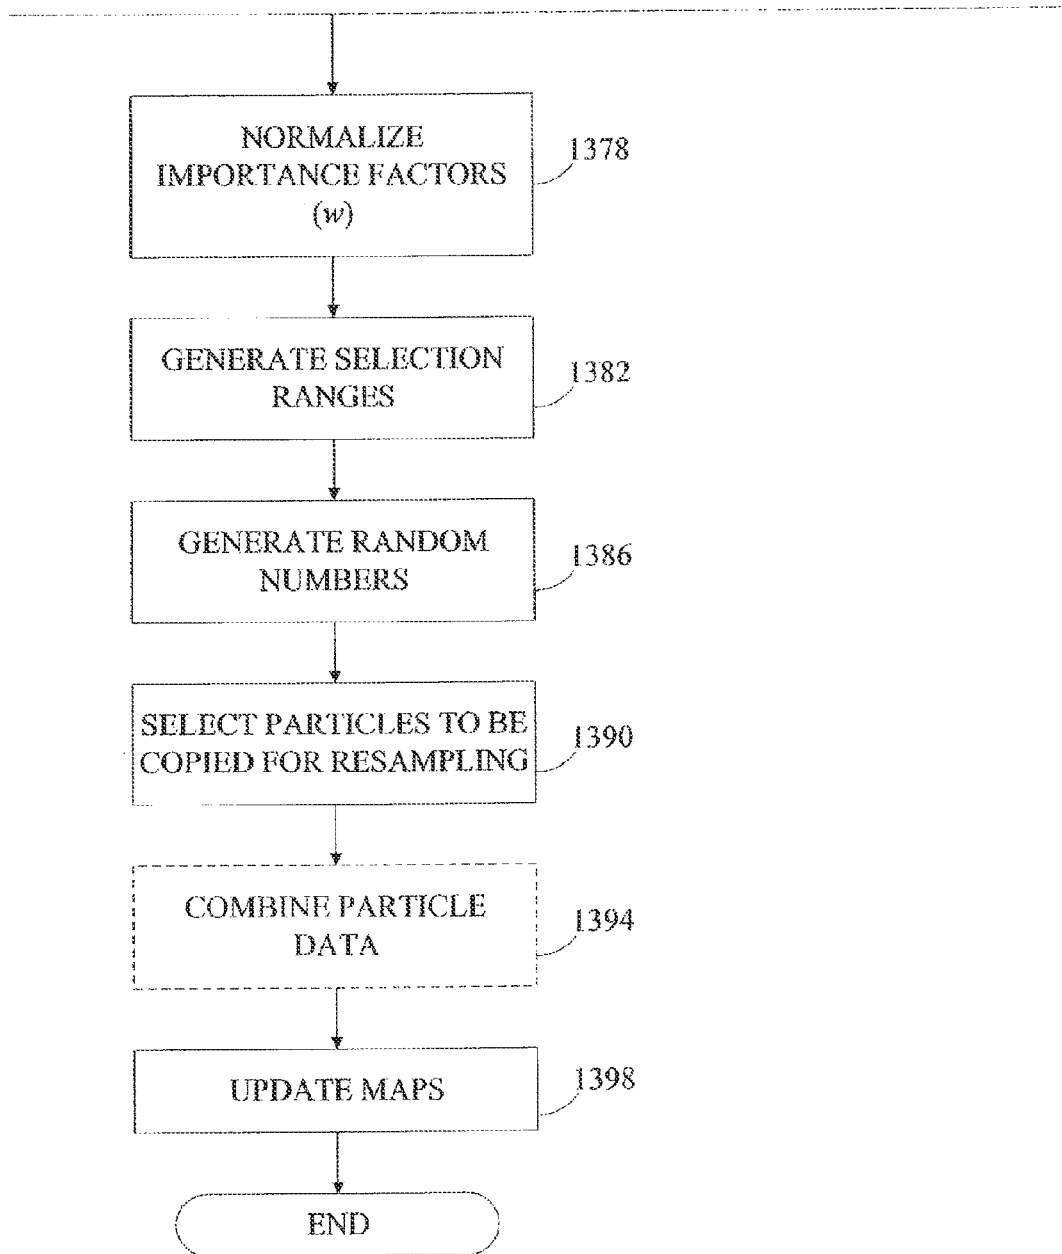 NORMALIZE
IMPORTANCE FACTORS
(w)
1378
GENERATE SELECTION
RANGES
1382
GENERATE RANDOM
NUMBERS
1386
SELECT PARTICLES TO BE
COPIED FOR RESAMPLING
1390
COMBINE PARTICLE
DATA
1394
UPDATE MAPS
1398
END